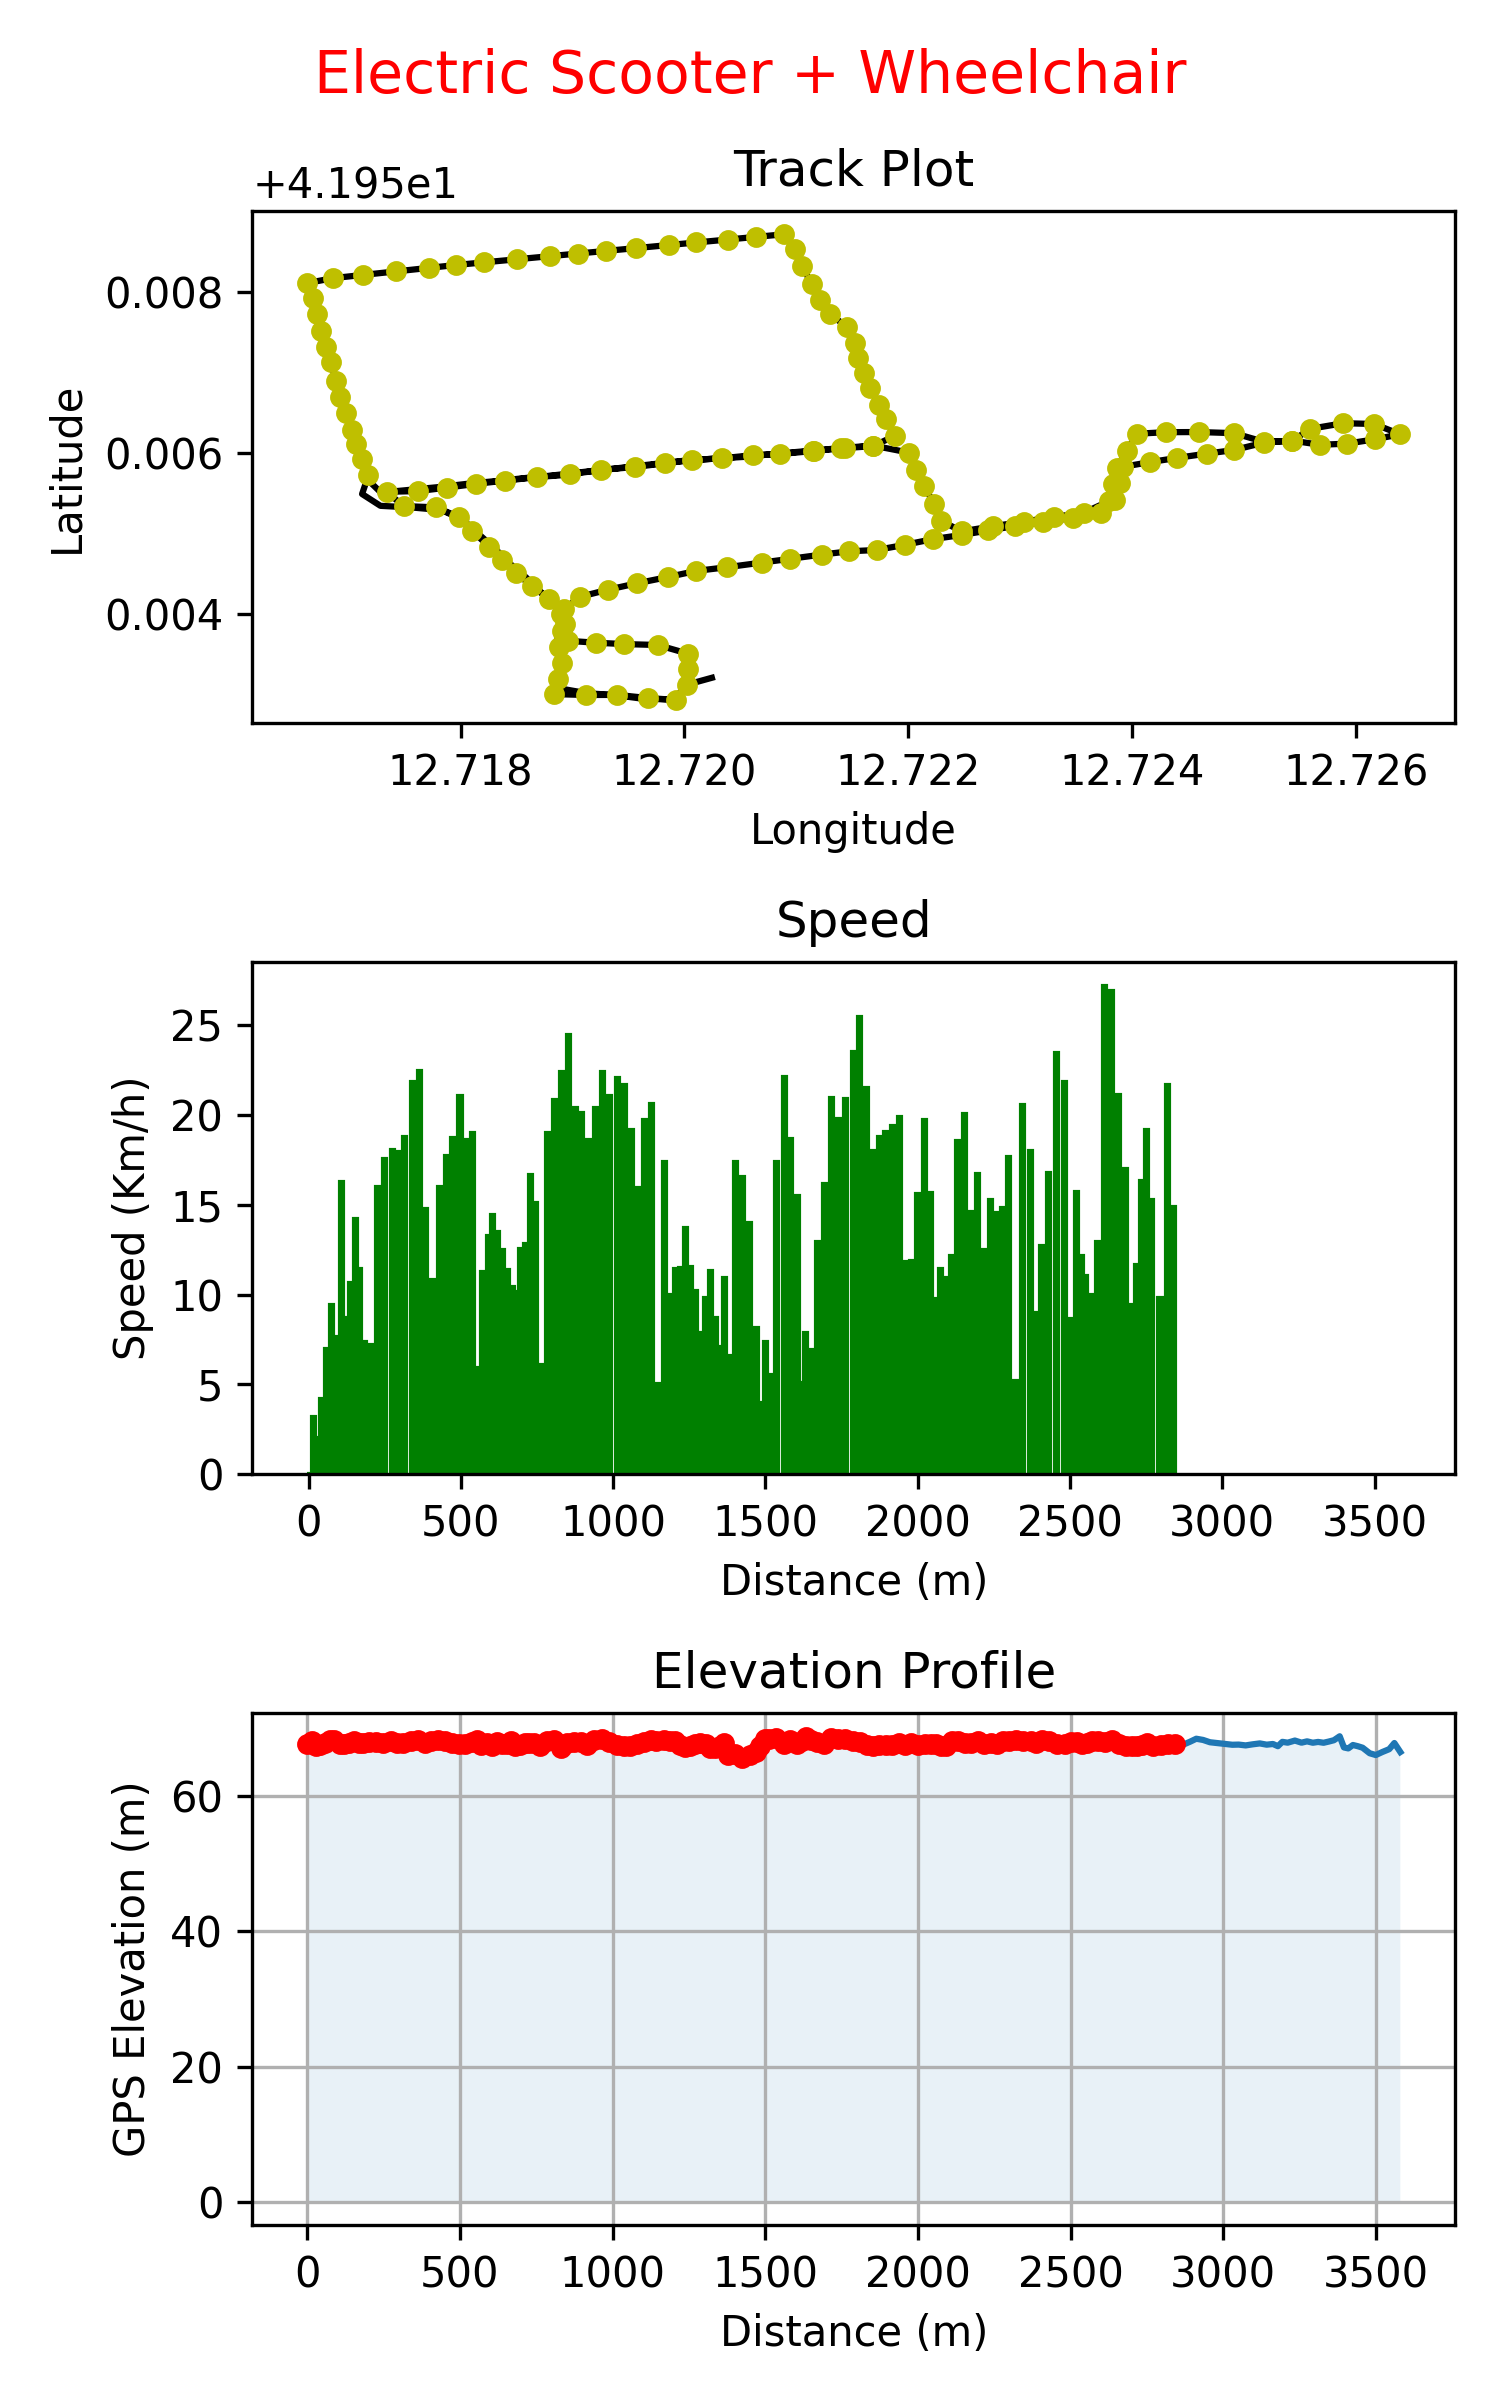 Electric Scooter + Wheelchair
Track Plot
+4.195e1
0.008
0.006
0.004
Latitude
12.718 12.720 12.722 12.724 12.726
Longitude
Speed
25
20
15
10
5
0
Speed (Km/h)
0 500 1000 1500 2000 2500 3000 3500
Distance (m)
Elevation Profile
60
40
20
0
GPS Elevation (m)
0 500 1000 1500 2000 2500 3000 3500
Distance (m)